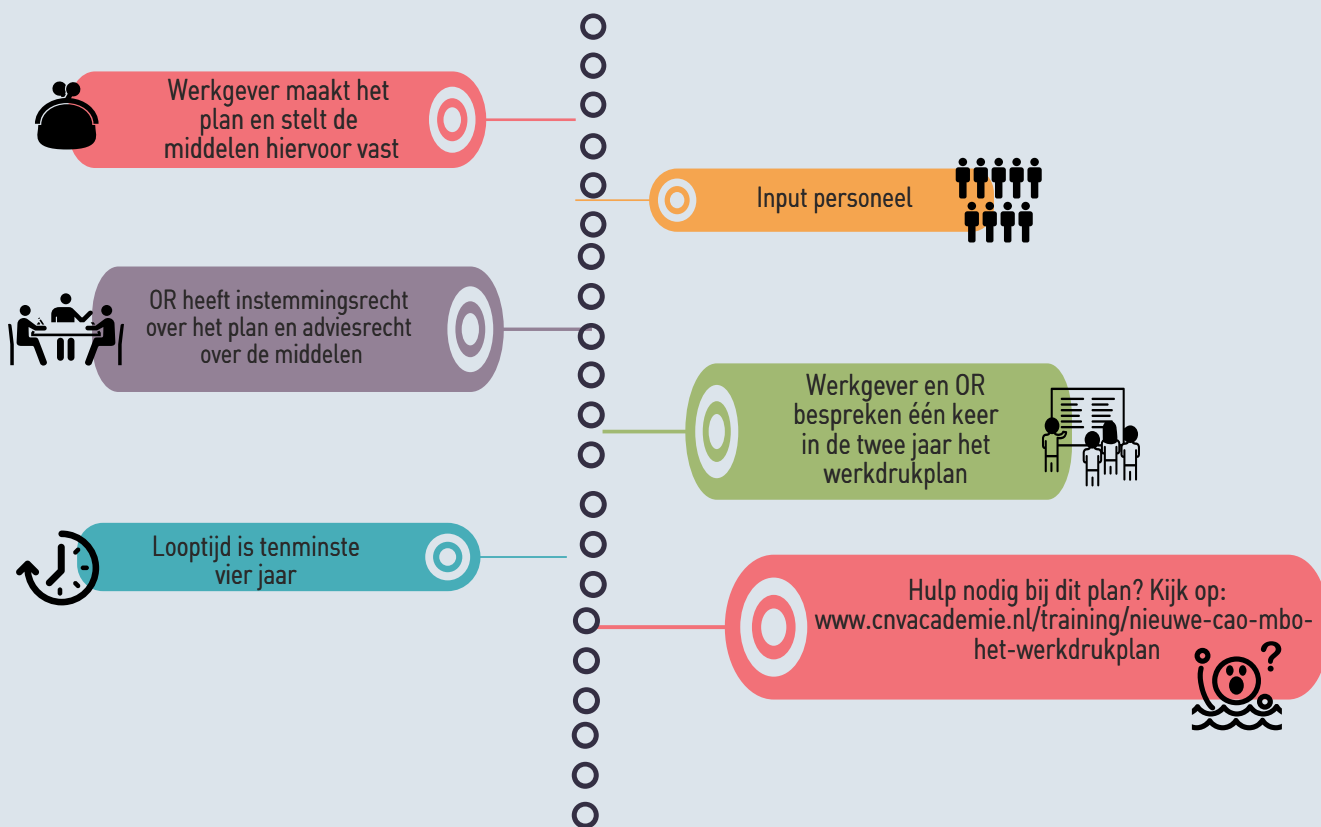 Werkgever maakt het
plan en stelt de
middelen hiervoor vast
Input personeel
OR heeft instemmingsrecht
over het plan en adviesrecht
over de middelen
Werkgever en OR
bespreken één keer
in de twee jaar het
werkdrukplan
Looptijd is tenminste
vier jaar
Hulp nodig bij dit plan? Kijk op:
www.cnvacademie.nl/training/nieuwe-cao-mbo-
het-werkdrukplan
?